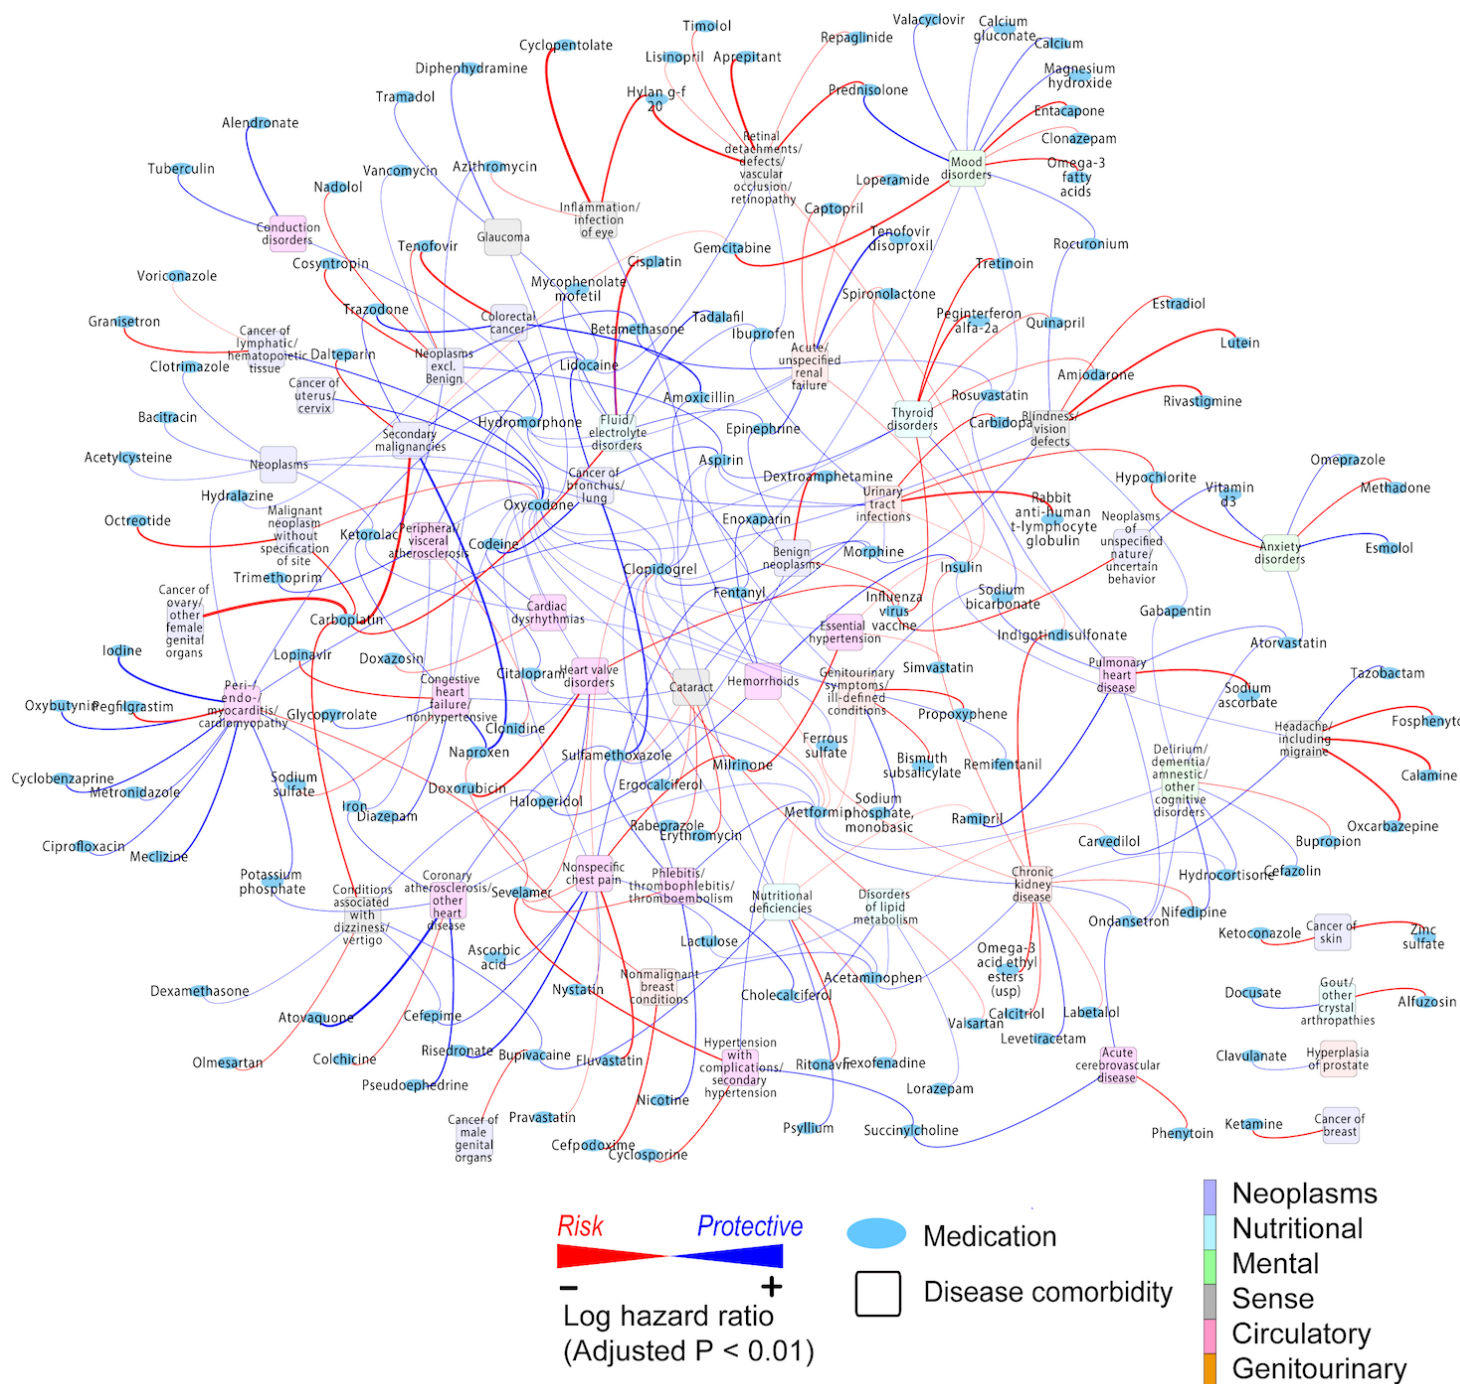 Timolol
Valacyclovir
Calcium
gluconate
Cyclopentolate
Lisinopril
Aprepitant
Repaglinide
Calcium
Diphenhydramine
Magnesium
hydroxide
Tramadol
Hylan g-f
20
Prednisolone
Entacapone
Alendronate
Clonazepam
Retinal
detachments/
defects/
vascular
occlusion/
retinopathy
Mood
disorders
Omega-3
fatty
acids
Tuberculin
Vancomycin
Azithromycin
Nadolol
Loperamide
Captopril
Inflammation/
infection
of eye
Conduction
disorders
Glaucoma
Tenofovir
Gemcitabine
Tenofovir
disoproxil
Rocuronium
Cosyntropin
Cisplatin
Tretinoin
Voriconazole
Mycophenolate
mofetil
Spironolactone
Trazodone
Estradiol
Granisetron
Colorectal
cancer
Betamethasone
Tadalafil
Ibuprofen
Peginterferon
alfa-2a
Quinapril
Lutein
Cancer of
lymphatic/
hematopoietic
tissue
Dalteparin
Neoplasms
excl.
Benign
Acute/
unspecified
renal
failure
Clotrimazole
Lidocaine
Amiodarone
Cancer of
uterus/
cervix
Amoxicillin
Rosuvastatin
Rivastigmine
Bacitracin
Hydromorphone
Fluid/
electrolyte
disorders
Epinephrine
Thyroid
disorders
Carbidopa
Blindness/
vision
defects
Secondary
malignancies
Acetylcysteine
Neoplasms
Cancer of
bronchus/
lung
Aspirin
Dextroamphetamine
Hypochlorite
Omeprazole
Methadone
Hydralazine
Oxycodone
Urinary
tract
infections
Rabbit
anti-human
t-lymphocyte
globulin
Vitamin
d3
Octreotide
Malignant
neoplasm
without
specification
of site
Ketorolac
Peripheral/
visceral
atherosclerosis
Codeine
Enoxaparin
Benign
neoplasms
Morphine
Neoplasms
of
unspecified
nature/
uncertain
behavior
Anxiety
disorders
Esmolol
Trimethoprim
Clopidogrel
Insulin
Cancer of
ovary/
other
female
genital
organs
Carboplatin
Cardiac
dysrhythmias
Fentanyl
Influenza
virus
vaccine
Sodium
bicarbonate
Gabapentin
Essential
hypertension
Indigotindisulfonate
Atorvastatin
Iodine
Lopinavir
Doxazosin
Citalopram
Heart valve
disorders
Cataract
Hemorrhoids
Genitourinary
symptoms/
ill-defined
conditions
Simvastatin
Pulmonary
heart
disease
Tazobactam
Oxybutynin
Pegfilgrastim
Peri-/
endo-/
myocarditis/
cardiomyopathy
Glycopyrrolate
Congestive
heart
failure/
nonhypertensive
Clonidine
Propoxyphene
Sodium
ascorbate
Fosphenyto
Headache/
including
migraine
Naproxen
Sulfamethoxazole
Ferrous
sulfate
Bismuth
subsalicylate
Remifentanil
Delirium/
dementia/
amnestic/
other
cognitive
disorders
Cyclobenzaprine
Metronidazole
Sodium
sulfate
Doxorubicin
Ergocalciferol
Milrinone
Calamine
Iron
Diazepam
Haloperidol
Rabeprazole
Erythromycin
Metformin
Sodium
phosphate,
monobasic
Ramipril
Oxcarbazepine
Ciprofloxacin
Meclizine
Carvedilol
Bupropion
Potassium
phosphate
Conditions
associated
with
dizziness/
vertigo
Coronary
atherosclerosis/
other
heart
disease
Sevelamer
Nonspecific
chest pain
Phlebitis/
thrombophlebitis/
thromboembolism
Nutritional
deficiencies
Disorders
of lipid
metabolism
Chronic
kidney
disease
Hydrocortisone
Cefazolin
Nifedipine
Ondansetron
Ketoconazole
Cancer of
skin
Zinc
sulfate
Ascorbic
acid
Lactulose
Omega-3
acid ethyl
esters
(usp)
Dexamethasone
Nystatin
Nonmalignant
breast
conditions
Cholecalciferol
Acetaminophen
Docusate
Gout/
other
crystal
arthropathies
Alfuzosin
Atovaquone
Cefepime
Valsartan
Calcitriol
Labetalol
Levetiracetam
Olmesartan
Colchicine
Risedronate
Bupivacaine
Fluvastatin
Hypertension
with
complications/
secondary
hypertension
Ritonavir
Fexofenadine
Acute
cerebrovascular
disease
Clavulanate
Hyperplasia
of prostate
Pseudoephedrine
Nicotine
Lorazepam
Pravastatin
Cancer of
male
genital
organs
Cefpodoxime
Cyclosporine
Psyllium
Succinylcholine
Phenytoin
Ketamine
Cancer of
breast
Risk
Protective
−
+
Log hazard ratio
(Adjusted P < 0.01)
Medication
Disease comorbidity
Neoplasms
Nutritional
Mental
Sense
Circulatory
Genitourinary